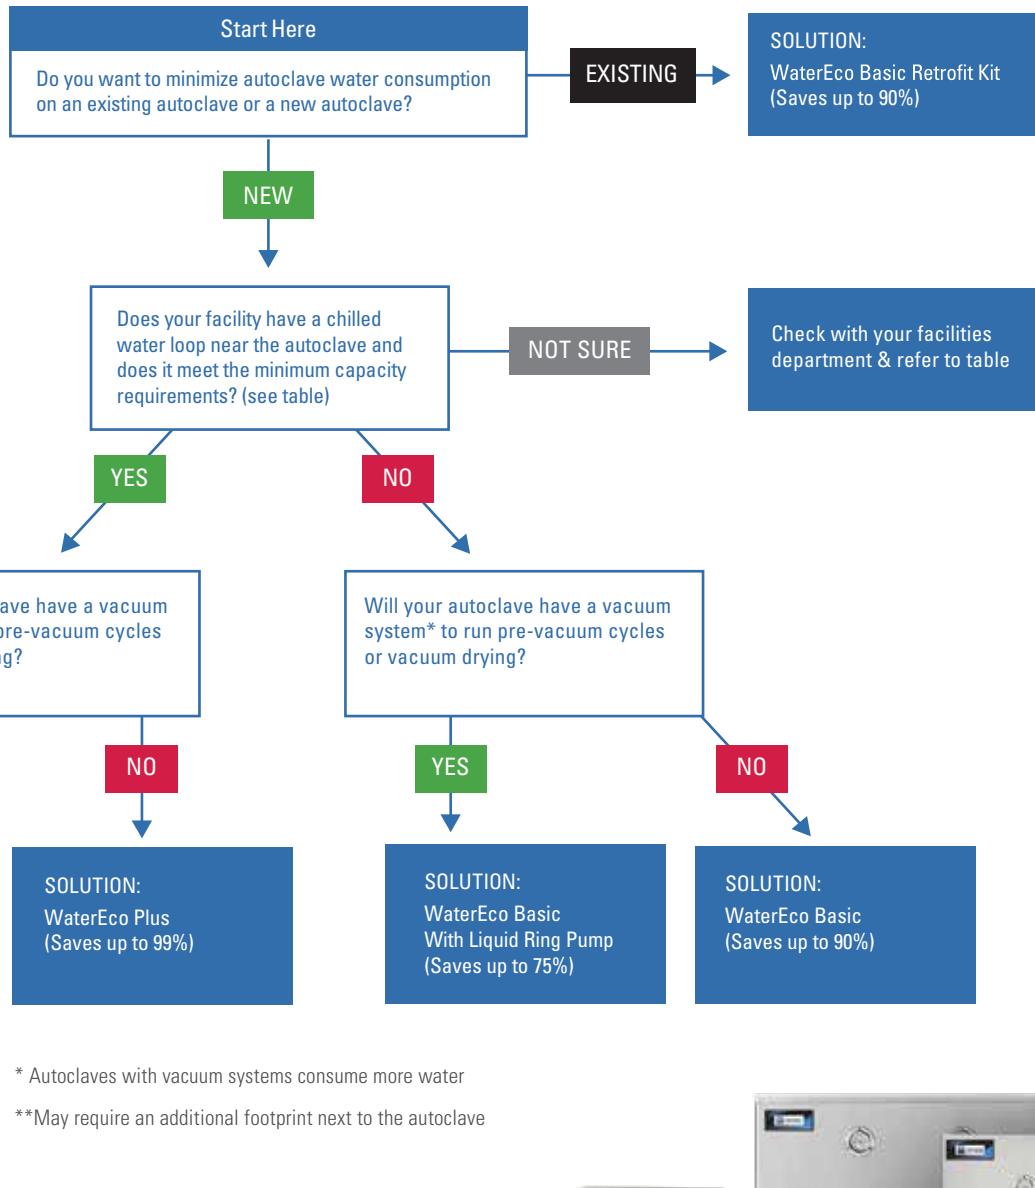 Start Here
Do you want to minimize autoclave water consumption
on an existing autoclave or a new autoclave?
EXISTING
SOLUTION:
WaterEco Basic Retrofit Kit
(Saves up to 90%)
NEW
Does your facility have a chilled
water loop near the autoclave and
does it meet the minimum capacity
requirements? (see table)
NOT SURE
Check with your facilities
department & refer to table
YES
NO
have a vacuum
pre-vacuum cycles
Will your autoclave have a vacuum
system* to run pre-vacuum cycles
or vacuum drying?
NO
YES
NO
SOLUTION:
WaterEco Plus
(Saves up to 99%)
SOLUTION:
WaterEco Basic
With Liquid Ring Pump
(Saves up to 75%)
SOLUTION:
WaterEco Basic
(Saves up to 90%)
* Autoclaves with vacuum systems consume more water
**May require an additional footprint next to the autoclave